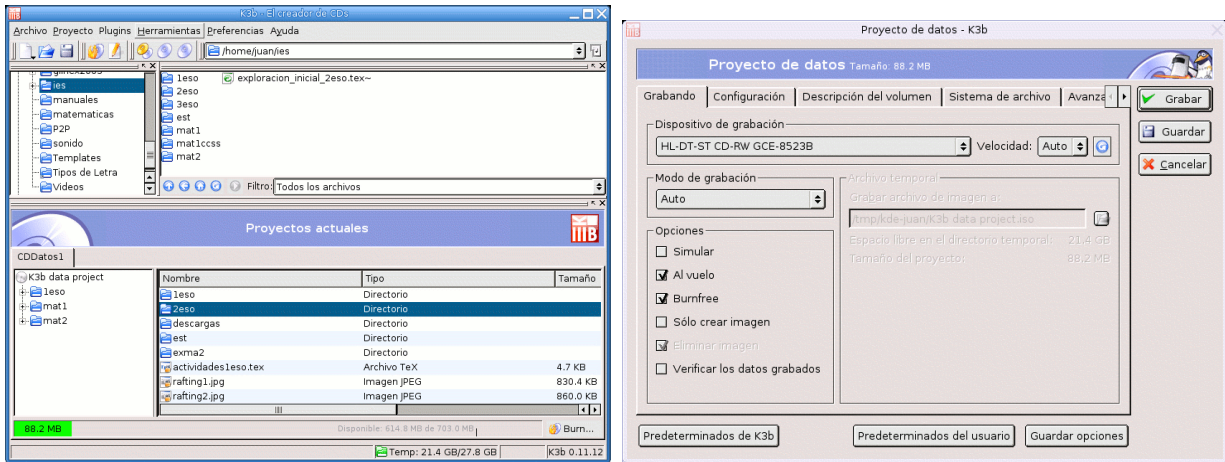 K3b - El creador de CDs
Archivo Proyecto Plugins Herramientas Preferencias Ayuda
/home/juan/ies
ies
manuales
matematicas
P2P
sonido
Templates
Tipos de Letra
Videos
1eso
2eso
3eso
est
mat1
mat1ccss
mat2
exploracion_inicial_2eso.tex~
Filtro: Todos los archivos
Proyectos actuales
CDDatos1
K3b data project
1eso
mat1
mat2
Nombre Tipo Tamaño
1eso Directorio
2eso Directorio
descargas Directorio
est Directorio
exma2 Directorio
actividades1eso.tex Archivo TeX 4.7 KB
rafting1.jpg Imagen JPEG 830.4 KB
rafting2.jpg Imagen JPEG 860.0 KB
88.2 MB Disponible: 614.8 MB de 703.0 MB Burn...
Temp: 21.4 GB/27.8 GB K3b 0.11.12
Proyecto de datos - K3b
Proyecto de datos Tamaño: 88.2 MB
Grabando Configuración Descripción del volumen Sistema de archivo Avanza
Grabar
Guardar
Cancelar
Dispositivo de grabación
HL-DT-ST CD-RW GCE-8523B Velocidad: Auto
Modo de grabación
Auto
Opciones
Simular
Al vuelo
Burnfree
Sólo crear imagen
Eliminar imagen
Verificar los datos grabados
Archivo temporal
Grabar archivo de imagen a:
/tmp/kde-juan/K3b data project.iso
Espacio libre en el directorio temporal: 21.4 GB
Tamaño del proyecto: 88.2 MB
Predeterminados de K3b Predeterminados del usuario Guardar opciones